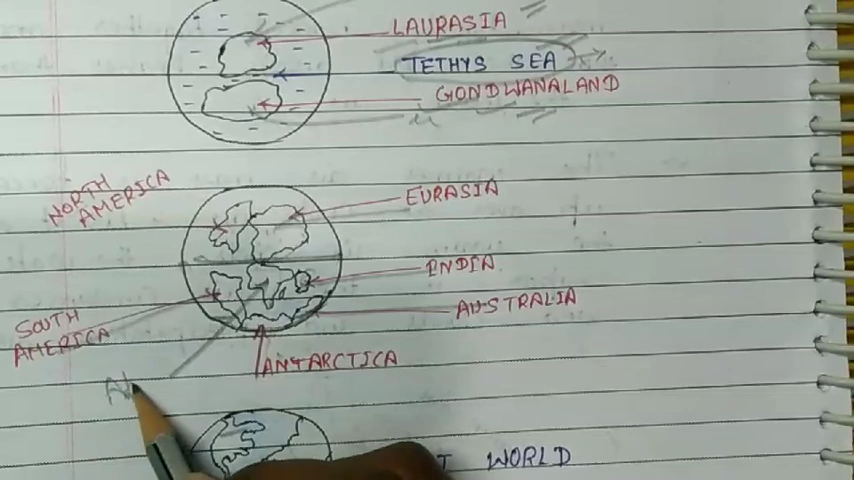 LAURASIA
TETHYS SEA
GONDWANALAND
NORTH
AMERICA
EURASIA
INDIA
AUSTRALIA
SOUTH
AMERICA
ANTARCTICA
WORLD